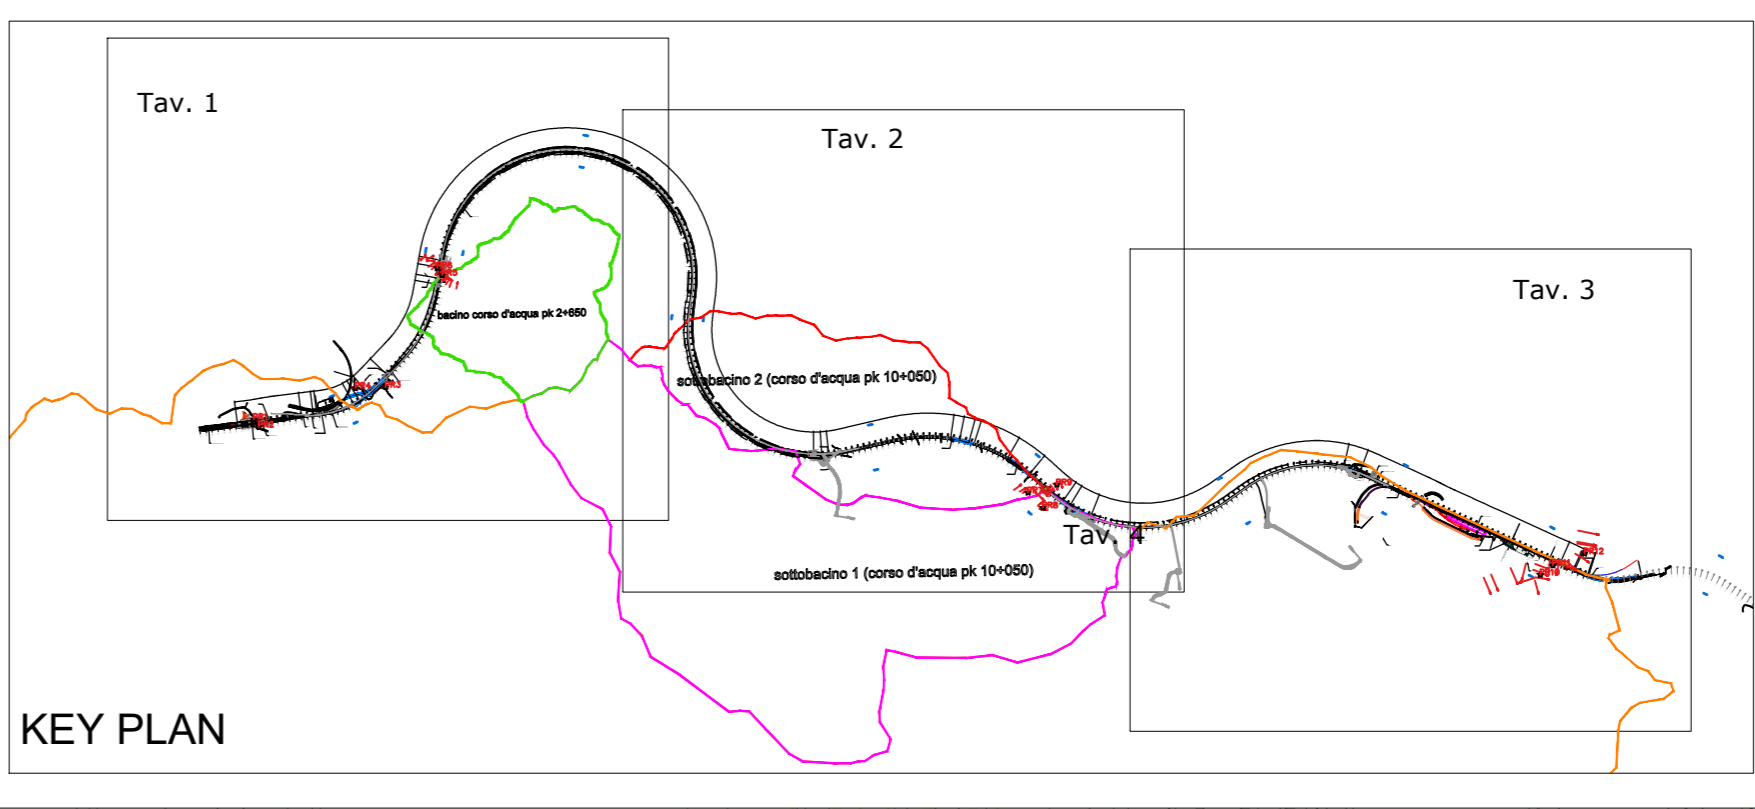 Tav. 1
Tav. 2
Tav. 3
bacino corso d'acqua pk 2+650
sottobacino 2 (corso d'acqua pk 10+050)
Tav. 4
sottobacino 1 (corso d'acqua pk 10+050)
KEY PLAN